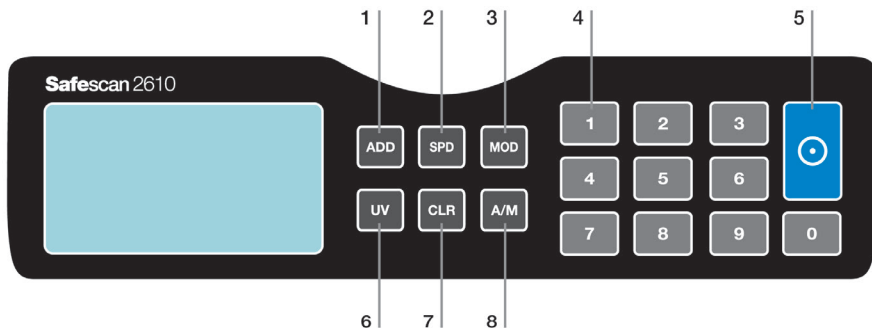 1 2 3 4 5
Safescan 2610
ADD SPD MOD 1 2 3
4 5 6
UV CLR A/M
7 8 9 0
6 7 8